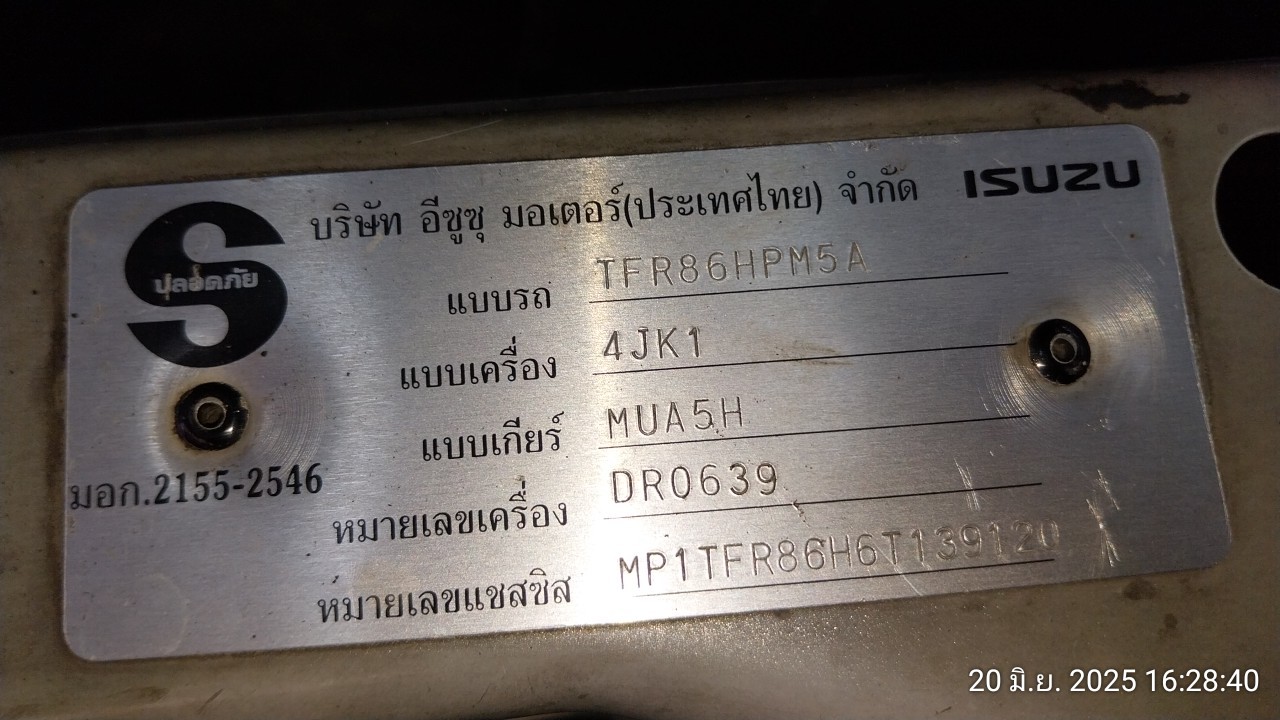 บริษัท อีซูซุ มอเตอร์(ประเทศไทย) จำกัด ISUZU
ปลอดภัย
แบบรถ TFR86HPM5A
แบบเครื่อง 4JK1
แบบเกียร์ MUA5H
มอก.2155-2546
หมายเลขเครื่อง DR0639
หมายเลขแชสซิส MP1TFR86H6T139120
20 มิ.ย. 2025 16:28:40